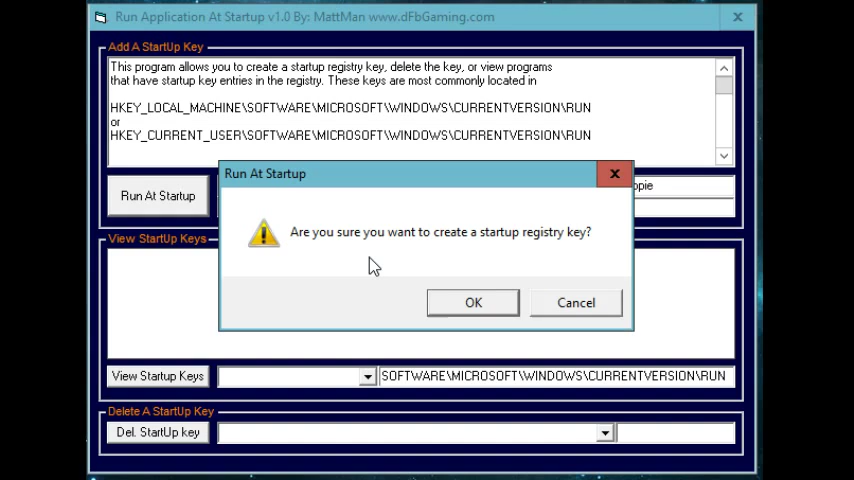 Run Application At Startup v1.0 By: MattMan www.dFbGaming.com
Add A StartUp Key
This program allows you to create a startup registry key, delete the key, or view programs
that have startup key entries in the registry. These keys are most commonly located in
HKEY_LOCAL_MACHINE\SOFTWARE\MICROSOFT\WINDOWS\CURRENTVERSION\RUN
or
HKEY_CURRENT_USER\SOFTWARE\MICROSOFT\WINDOWS\CURRENTVERSION\RUN
Run At Startup
X
Run At Startup
Are you sure you want to create a startup registry key?
OK Cancel
View StartUp Keys
View Startup Keys
SOFTWARE\MICROSOFT\WINDOWS\CURRENTVERSION\RUN
Delete A StartUp Key
Del. StartUp key